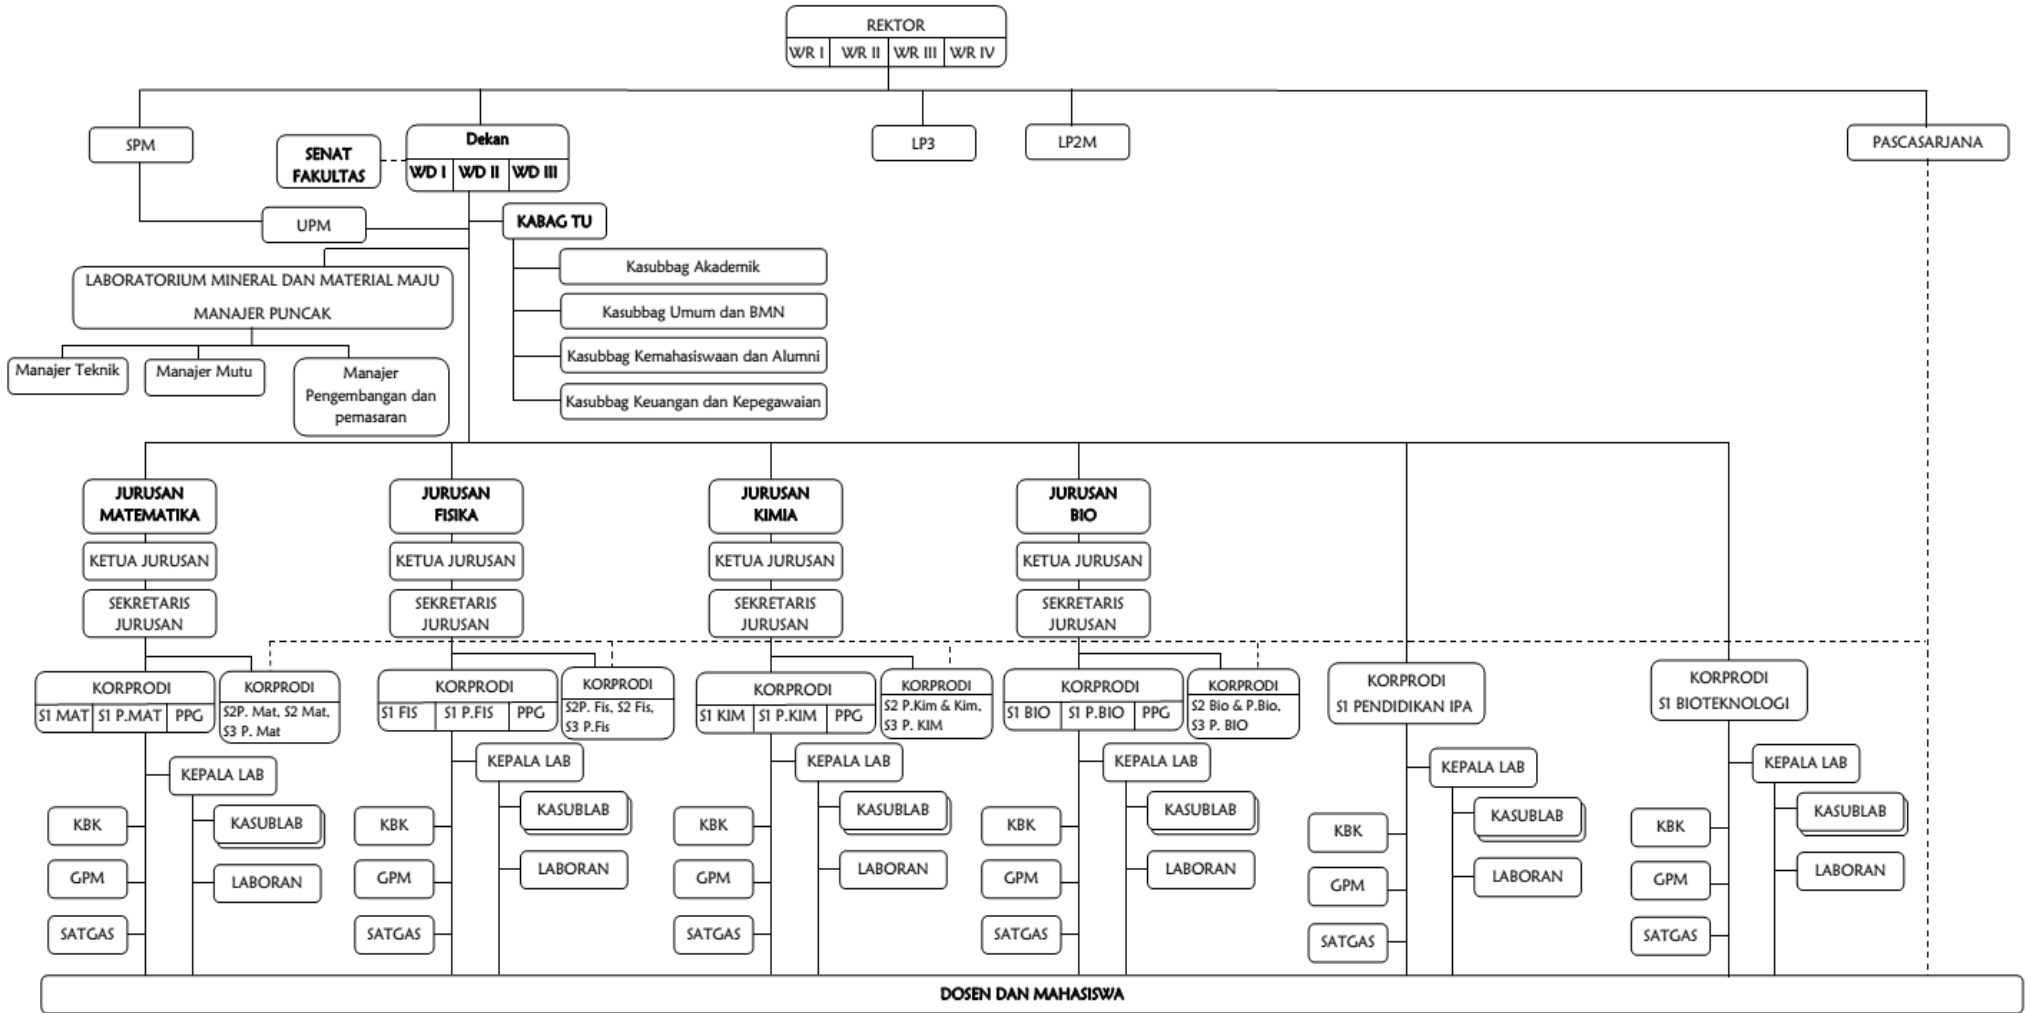 REKTOR
WR I WR II WR III WR IV
SPM
SENAT
FAKULTAS
Dekan
WD I WD II WD III
LP3
LP2M
PASCASARJANA
UPM
KABAG TU
Kasubbag Akademik
Kasubbag Umum dan BMN
Kasubbag Kemahasiswaan dan Alumni
Kasubbag Keuangan dan Kepegawaian
LABORATORIUM MINERAL DAN MATERIAL MAJU
MANAJER PUNCAK
Manajer Teknik
Manajer Mutu
Manajer
Pengembangan dan
pemasaran
JURUSAN
MATEMATIKA
KETUA JURUSAN
SEKRETARIS
JURUSAN
KORPRODI
S1 MAT S1 P.MAT PPG
KORPRODI
S2P. Mat, S2 Mat,
S3 P. Mat
KEPALA LAB
KASUBLAB
LABORAN
KBK
GPM
SATGAS
JURUSAN
FISIKA
KETUA JURUSAN
SEKRETARIS
JURUSAN
KORPRODI
S1 FIS S1 P.FIS PPG
KORPRODI
S2P. Fis, S2 Fis,
S3 P.Fis
KEPALA LAB
KASUBLAB
LABORAN
KBK
GPM
SATGAS
JURUSAN
KIMIA
KETUA JURUSAN
SEKRETARIS
JURUSAN
KORPRODI
S1 KIM S1 P.KIM PPG
KORPRODI
S2 P.Kim & Kim,
S3 P. KIM
KEPALA LAB
KASUBLAB
LABORAN
KBK
GPM
SATGAS
JURUSAN
BIO
KETUA JURUSAN
SEKRETARIS
JURUSAN
KORPRODI
S1 BIO S1 P.BIO PPG
KORPRODI
S2 Bio & P.Bio,
S3 P. BIO
KEPALA LAB
KASUBLAB
LABORAN
KBK
GPM
SATGAS
KORPRODI
S1 PENDIDIKAN IPA
KEPALA LAB
KASUBLAB
LABORAN
KBK
GPM
SATGAS
KORPRODI
S1 BIOTEKNOLOGI
KEPALA LAB
KASUBLAB
LABORAN
KBK
GPM
SATGAS
DOSEN DAN MAHASISWA